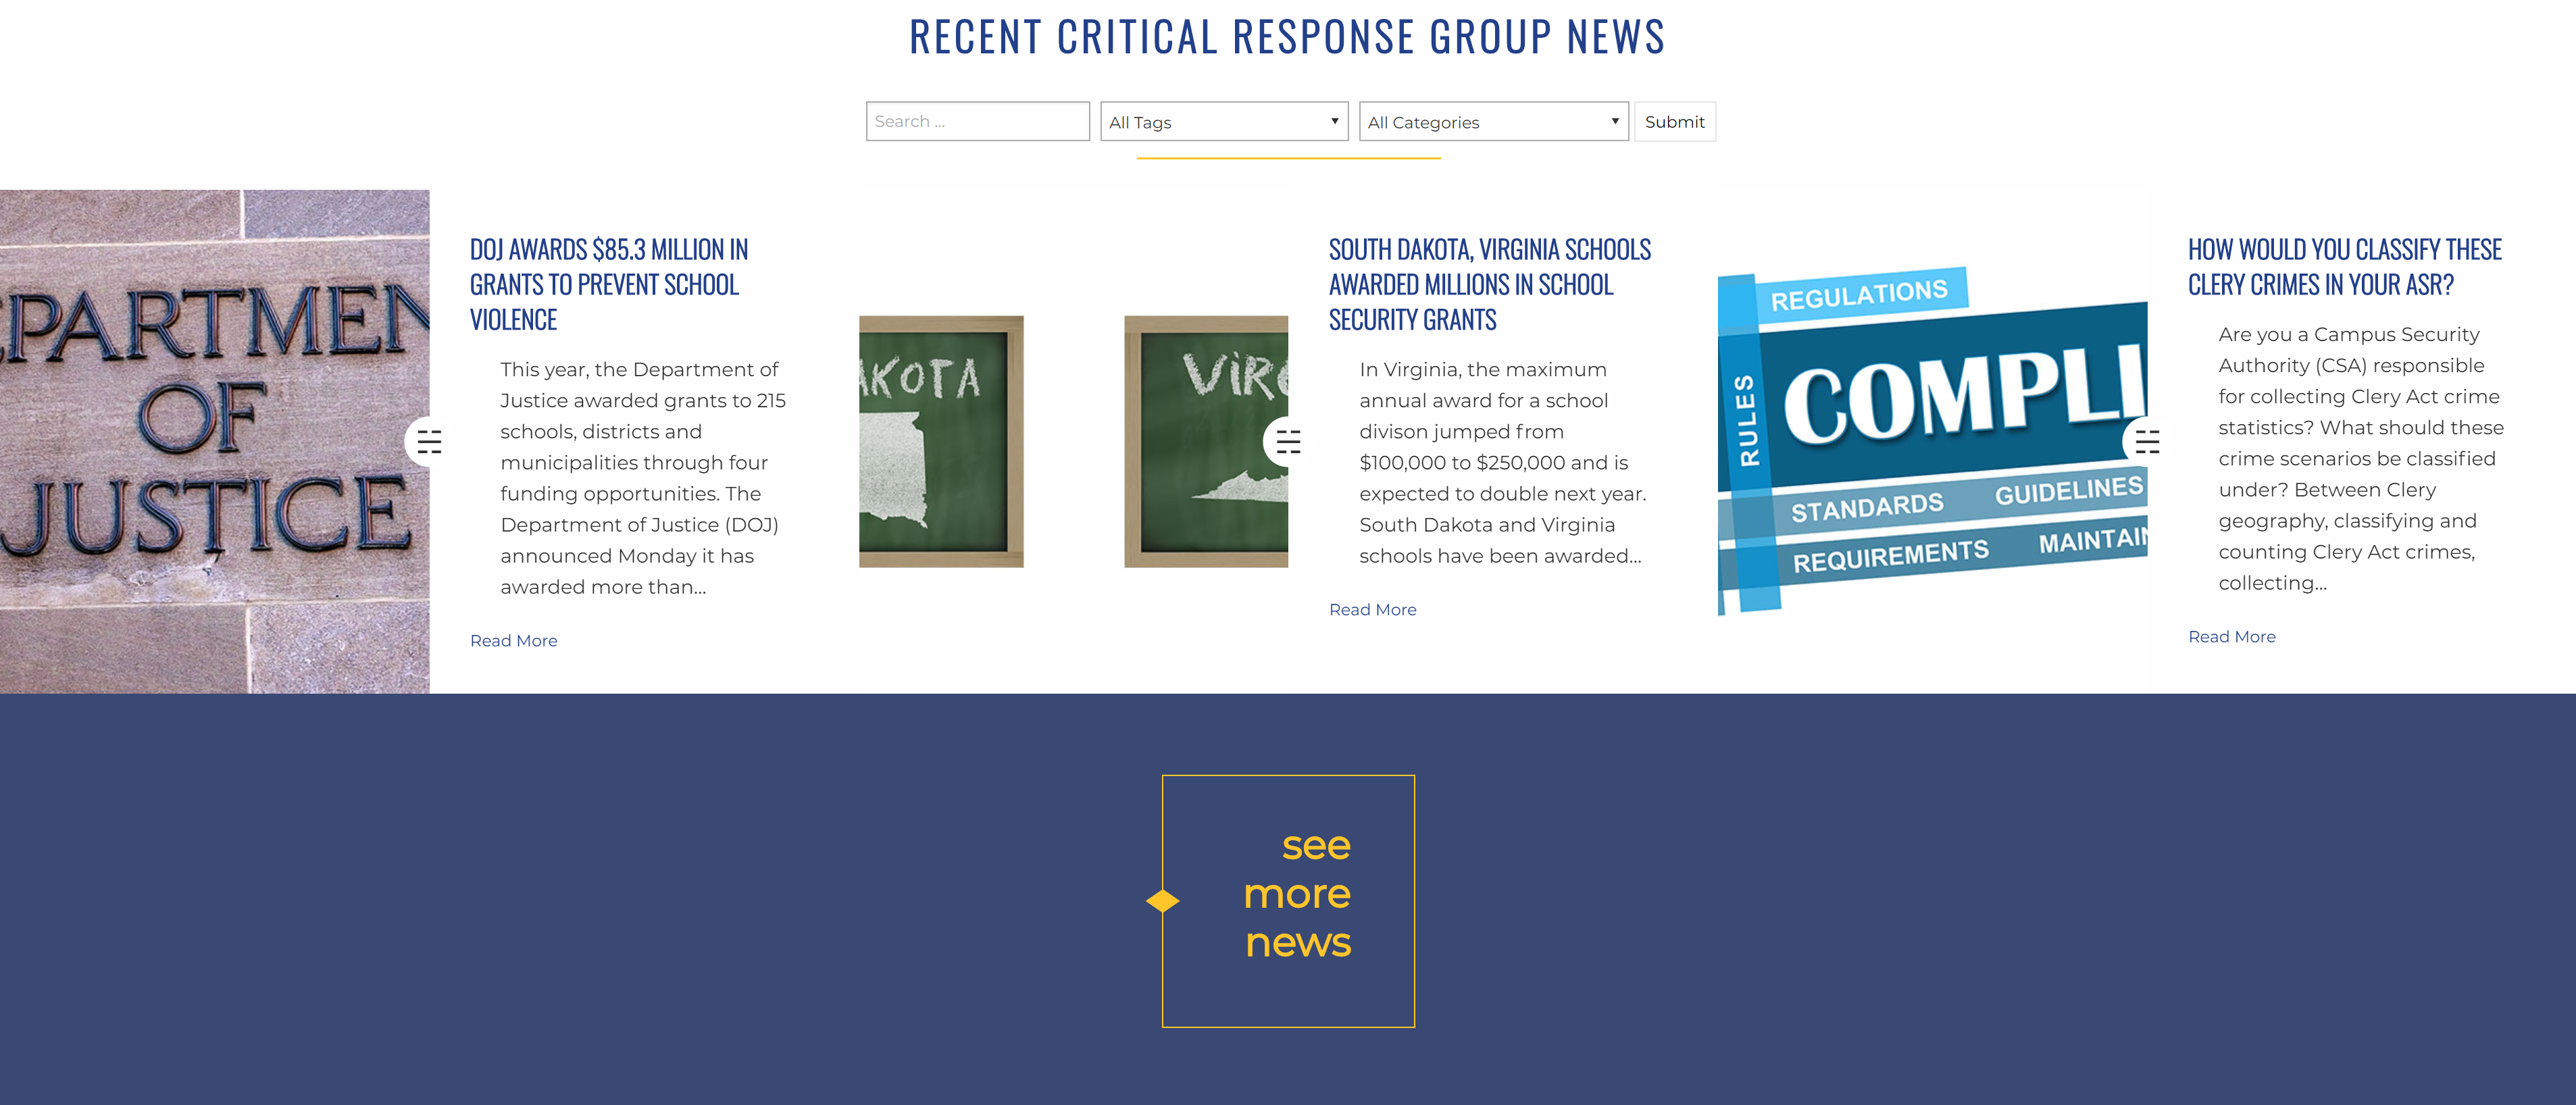 RECENT CRITICAL RESPONSE GROUP NEWS
Search ...
All Tags
All Categories
Submit
EPARTMEN
OF
JUSTICE
DOJ AWARDS $85.3 MILLION IN
GRANTS TO PREVENT SCHOOL
VIOLENCE
This year, the Department of
Justice awarded grants to 215
schools, districts and
municipalities through four
funding opportunities. The
Department of Justice (DOJ)
announced Monday it has
awarded more than...
Read More
AKOTA
VIRG
SOUTH DAKOTA, VIRGINIA SCHOOLS
AWARDED MILLIONS IN SCHOOL
SECURITY GRANTS
In Virginia, the maximum
annual award for a school
divison jumped from
$100,000 to $250,000 and is
expected to double next year.
South Dakota and Virginia
schools have been awarded...
Read More
REGULATIONS
RULES
COMPLI
STANDARDS GUIDELINES
REQUIREMENTS MAINTAIN
HOW WOULD YOU CLASSIFY THESE
CLERY CRIMES IN YOUR ASR?
Are you a Campus Security
Authority (CSA) responsible
for collecting Clery Act crime
statistics? What should these
crime scenarios be classified
under? Between Clery
geography, classifying and
counting Clery Act crimes,
collecting...
Read More
see
more
news